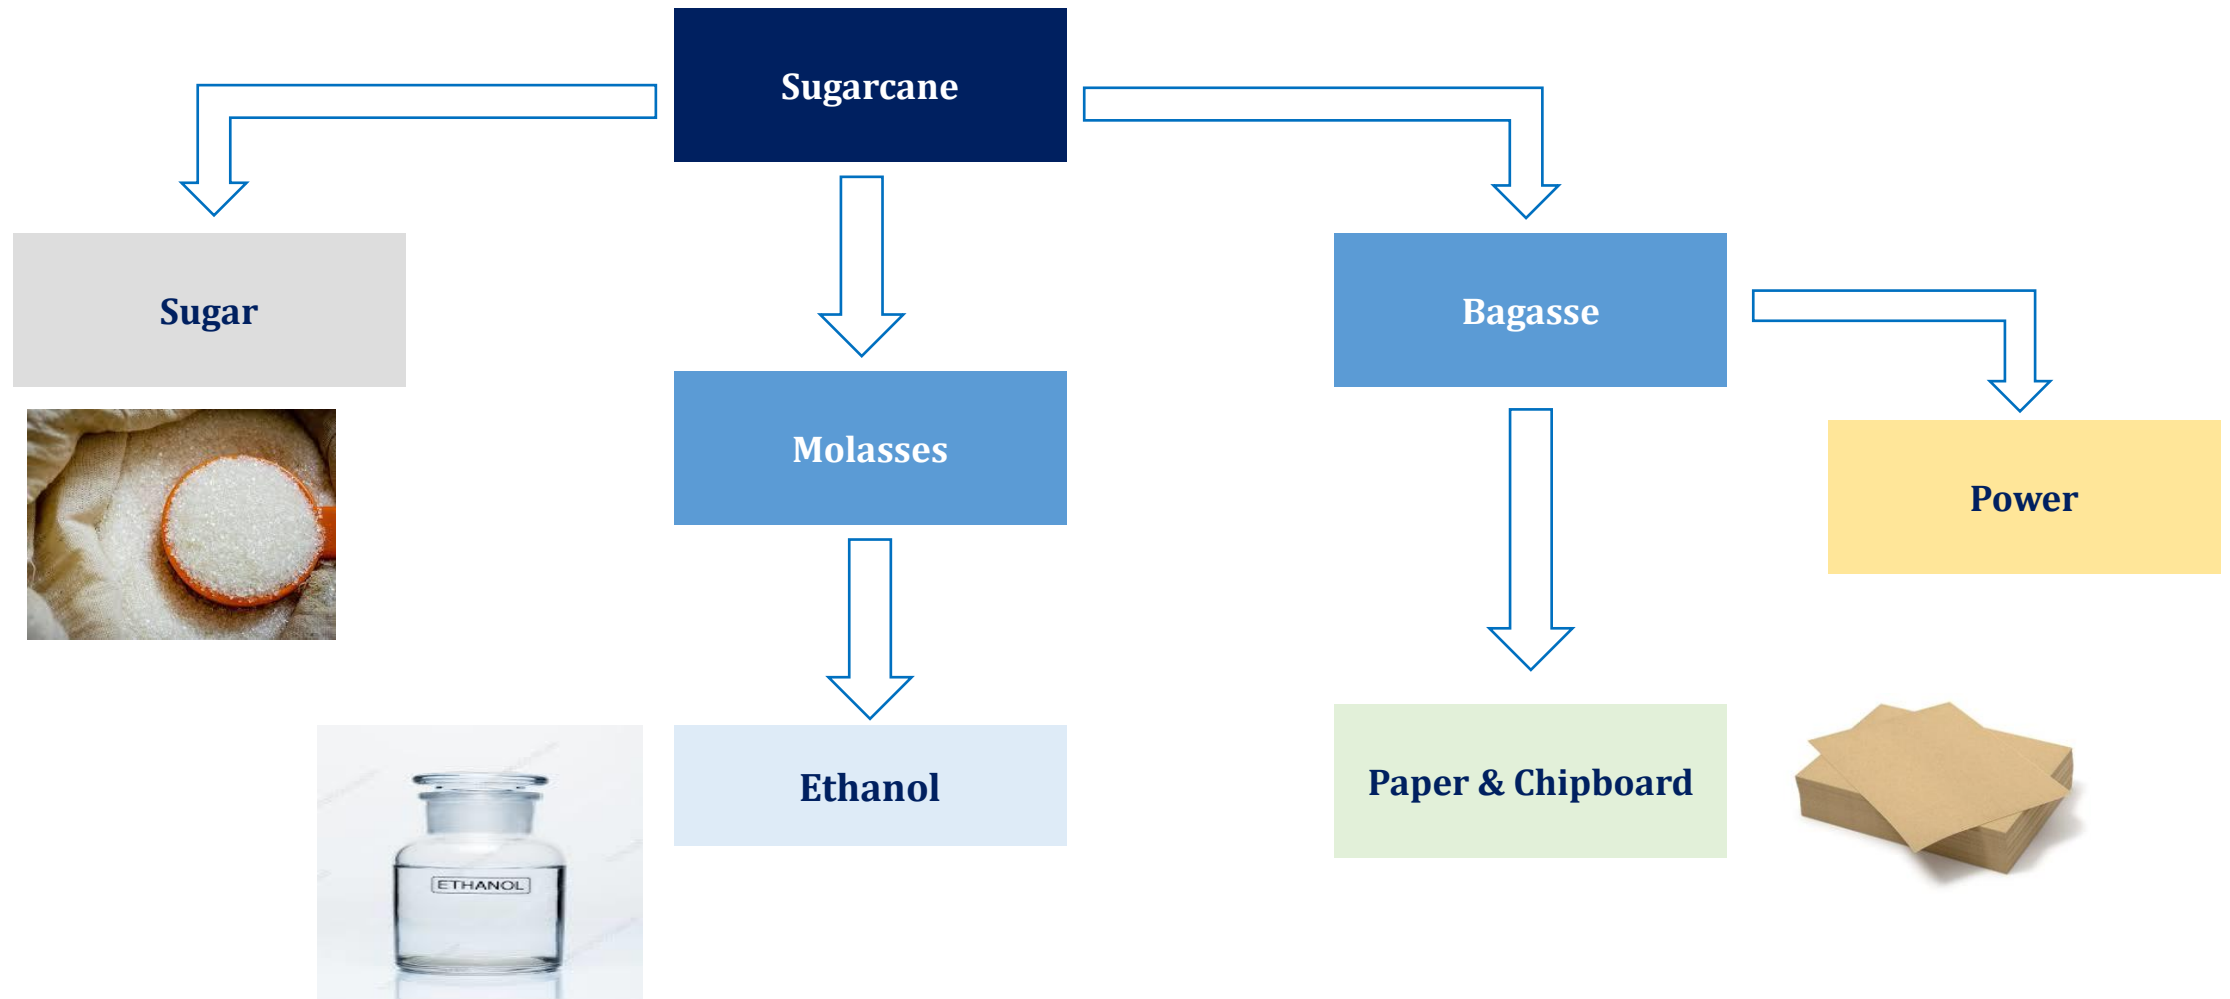 Sugarcane
Sugar
Bagasse
Molasses
Power
Ethanol
Paper & Chipboard
ETHANOL